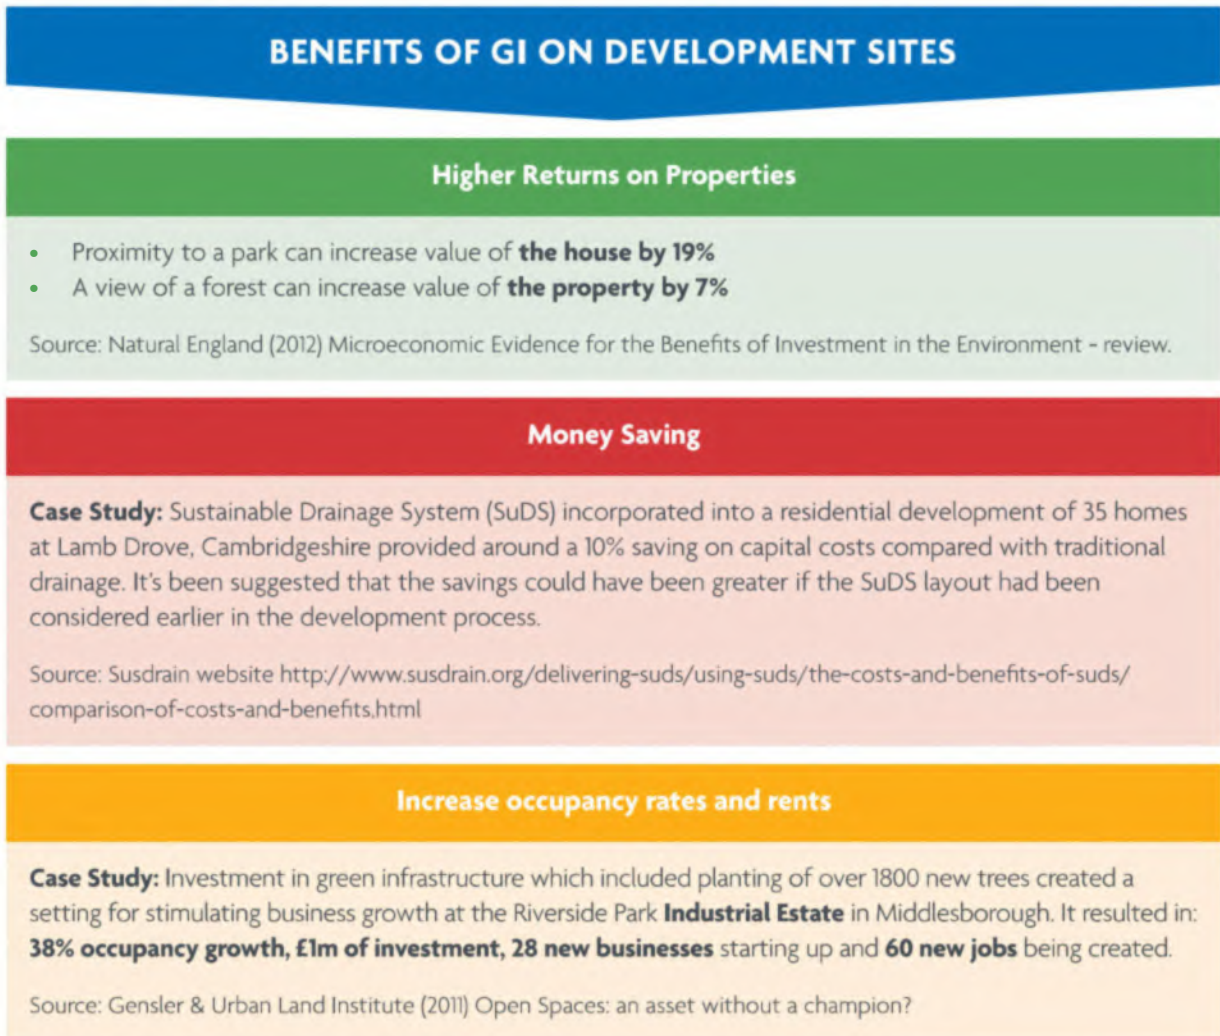 BENEFITS OF GI ON DEVELOPMENT SITES
Higher Returns on Properties
• Proximity to a park can increase value of the house by 19%
• A view of a forest can increase value of the property by 7%
Source: Natural England (2012) Microeconomic Evidence for the Benefits of Investment in the Environment - review.
Money Saving
Case Study: Sustainable Drainage System (SuDS) incorporated into a residential development of 35 homes
at Lamb Drove, Cambridgeshire provided around a 10% saving on capital costs compared with traditional
drainage. It's been suggested that the savings could have been greater if the SuDS layout had been
considered earlier in the development process.
Source: Susdrain website http://www.susdrain.org/delivering-suds/using-suds/the-costs-and-benefits-of-suds/
comparison-of-costs-and-benefits.html
Increase occupancy rates and rents
Case Study: Investment in green infrastructure which included planting of over 1800 new trees created a
setting for stimulating business growth at the Riverside Park Industrial Estate in Middlesborough. It resulted in:
38% occupancy growth, £1m of investment, 28 new businesses starting up and 60 new jobs being created.
Source: Gensler & Urban Land Institute (2011) Open Spaces: an asset without a champion?